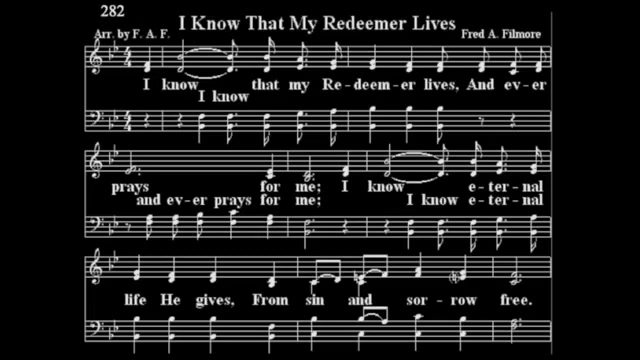 282
I Know That My Redeemer Lives
Arr. by F. A. F.
Fred A. Filmore
I know that my Re-deem-er lives, And ev-er
I know
prays for me; I know e-ter-nal
and ev-er prays for me; I know e-ter-nal
life He gives, From sin and sor-row free.